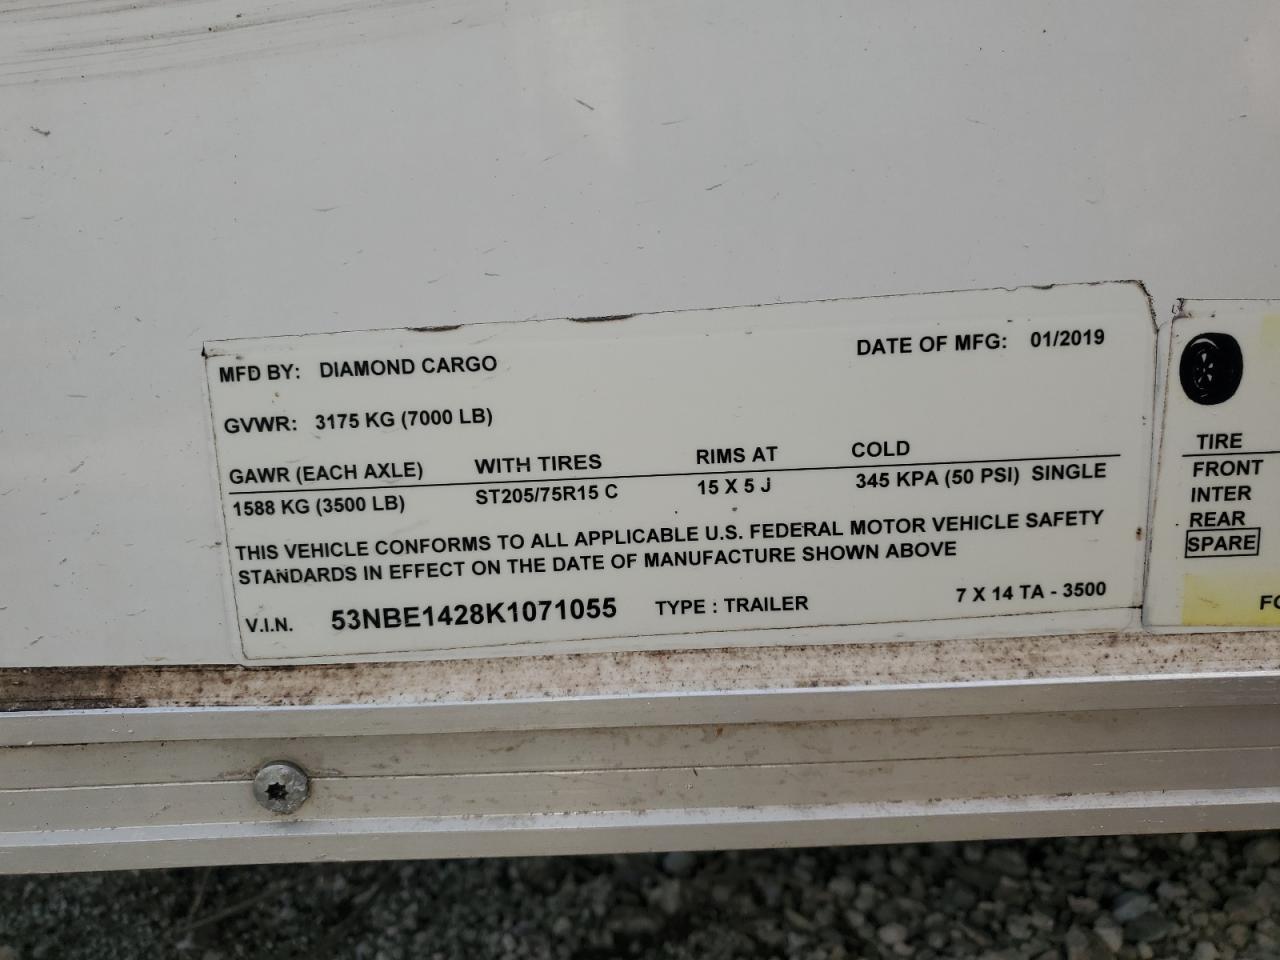 MFD BY: DIAMOND CARGO DATE OF MFG: 01/2019
GVWR: 3175 KG (7000 LB)
GAWR (EACH AXLE) WITH TIRES RIMS AT COLD
1588 KG (3500 LB) ST205/75R15 C 15 X 5 J 345 KPA (50 PSI) SINGLE
THIS VEHICLE CONFORMS TO ALL APPLICABLE U.S. FEDERAL MOTOR VEHICLE SAFETY
STANDARDS IN EFFECT ON THE DATE OF MANUFACTURE SHOWN ABOVE
V.I.N. 53NBE1428K1071055 TYPE : TRAILER 7 X 14 TA - 3500
TIRE
FRONT
INTER
REAR
SPARE